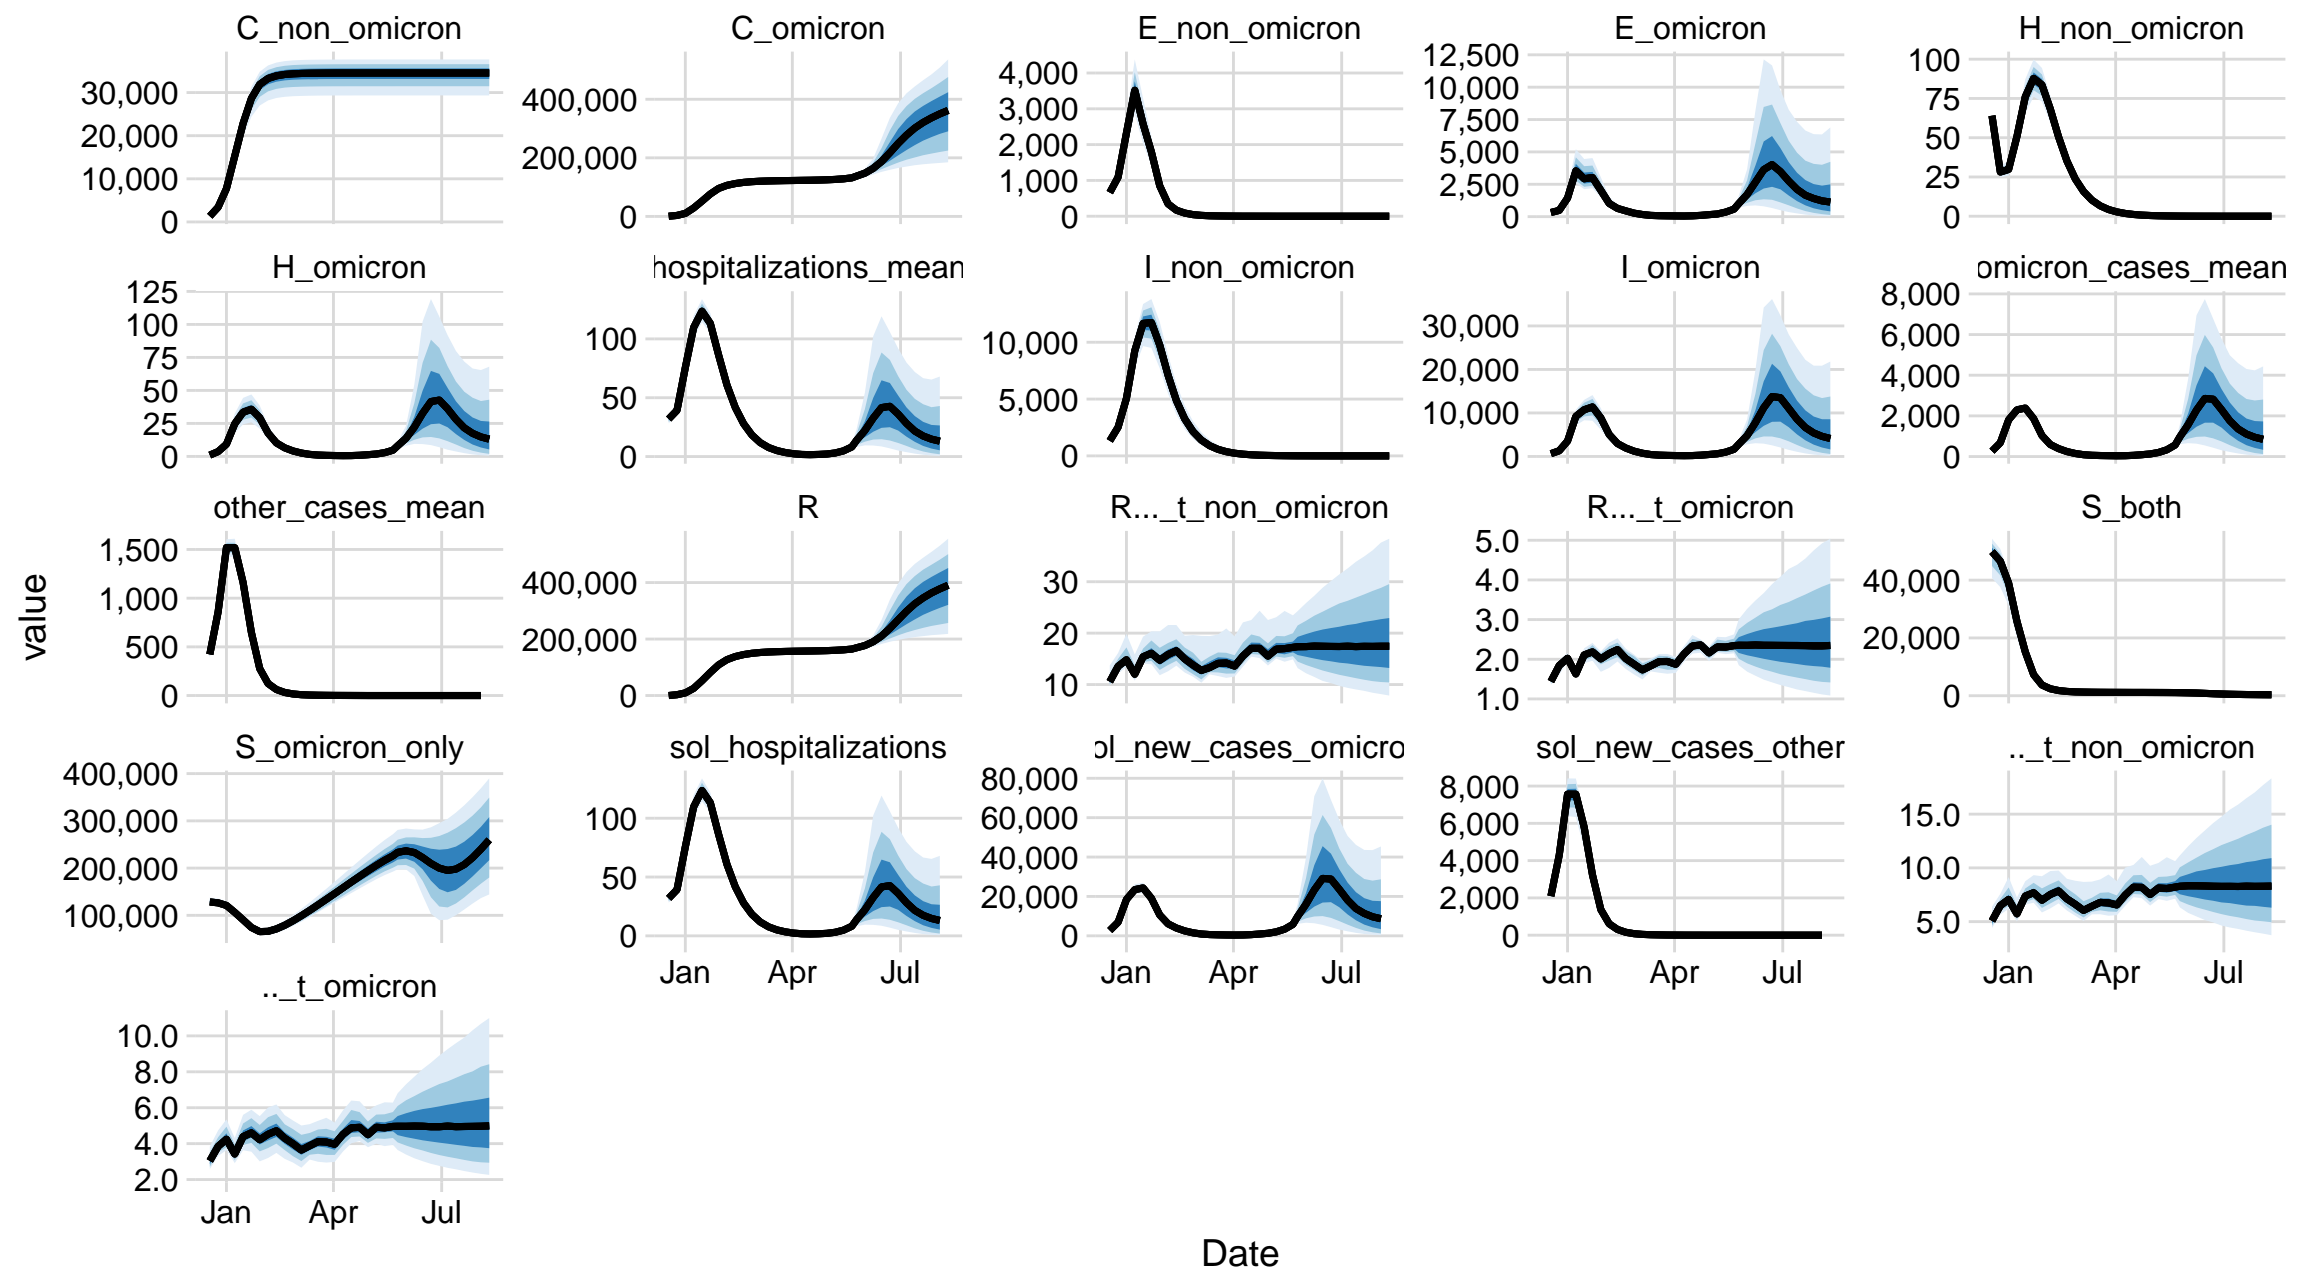 C_non_omicron C_omicron E_non_omicron E_omicron H_non_omicron
30,000 20,000 10,000 0
400,000 200,000 0
4,000 3,000 2,000 1,000 0
12,500 10,000 7,500 5,000 2,500 0
100 75 50 25 0
H_omicron hospitalizations_mean I_non_omicron I_omicron omicron_cases_mean
125 100 75 50 25 0
100 50 0
10,000 5,000 0
30,000 20,000 10,000 0
8,000 6,000 4,000 2,000 0
other_cases_mean R R..._t_non_omicron R..._t_omicron S_both
1,500 1,000 500 0
400,000 200,000 0
30 20 10
5.0 4.0 3.0 2.0 1.0
40,000 20,000 0
S_omicron_only sol_hospitalizations ol_new_cases_omicro sol_new_cases_other .._t_non_omicron
400,000 300,000 200,000 100,000
100 50 0
80,000 60,000 40,000 20,000 0
8,000 6,000 4,000 2,000 0
15.0 10.0 5.0
Jan Apr Jul Jan Apr Jul Jan Apr Jul Jan Apr Jul
.._t_omicron
10.0 8.0 6.0 4.0 2.0
Jan Apr Jul
value
Date